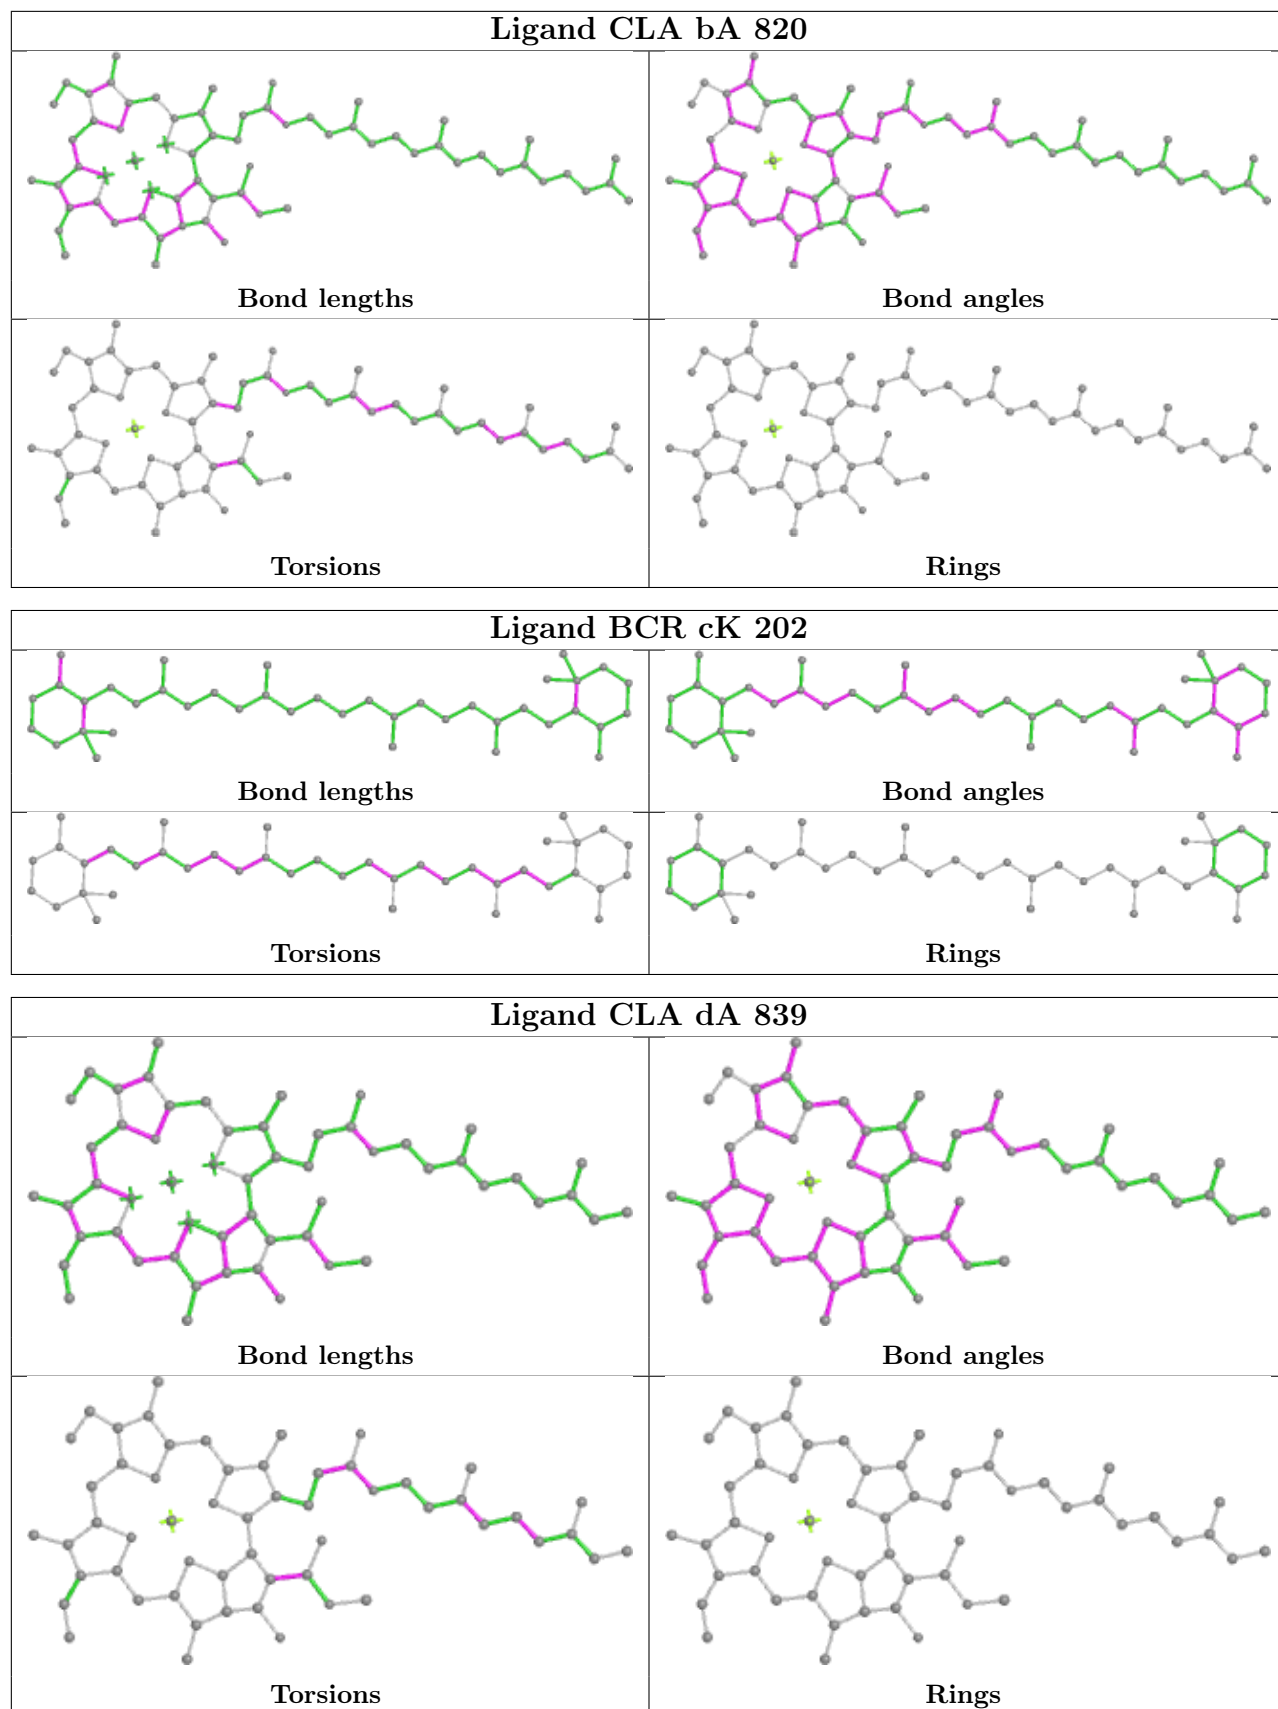 Ligand CLA bA 820
Bond lengths
Bond angles
Torsions
Rings
Ligand BCR cK 202
Bond lengths
Bond angles
Torsions
Rings
Ligand CLA dA 839
Bond lengths
Bond angles
Torsions
Rings